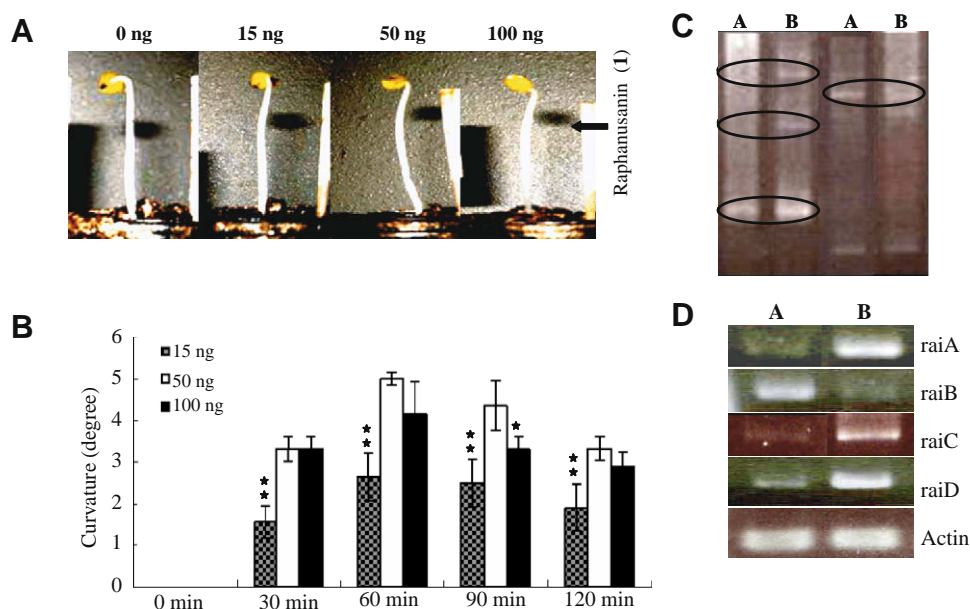 A
0 ng 15 ng 50 ng 100 ng
Raphanusanin (1)
B
Curvature (degree)
6
5
4
3
2
1
0
15 ng
50 ng
100 ng
★★ ★★ ★★ ★ ★★
0 min 30 min 60 min 90 min 120 min
C
A B A B
D
A B
raiA
raiB
raiC
raiD
Actin